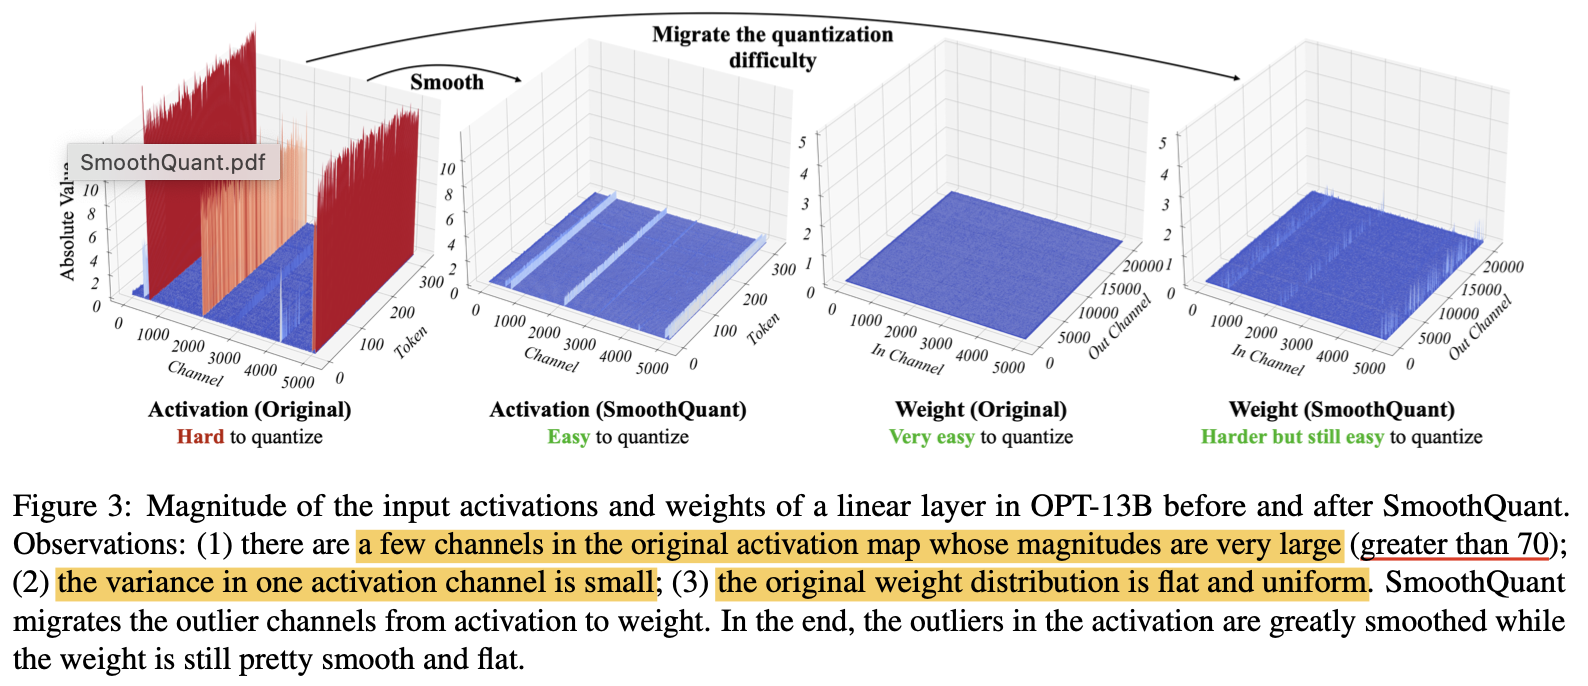 Migrate the quantization
difficulty
Smooth
SmoothQuant.pdf
Absolute
10
8
6
4
2
0
0
1000
2000
3000
4000
5000
Channel
0
100
200
300
Token
Activation (Original)
Hard to quantize
10
8
6
4
2
0
0
1000
2000
3000
4000
5000
Channel
0
100
200
300
Token
Activation (SmoothQuant)
Easy to quantize
5
4
3
2
1
0
0
1000
2000
3000
4000
5000
In Channel
0
5000
10000
15000
20000
Out Channel
Weight (Original)
Very easy to quantize
5
4
3
2
1
0
0
1000
2000
3000
4000
5000
In Channel
0
5000
10000
15000
20000
Out Channel
Weight (SmoothQuant)
Harder but still easy to quantize
Figure 3: Magnitude of the input activations and weights of a linear layer in OPT-13B before and after SmoothQuant.
Observations: (1) there are a few channels in the original activation map whose magnitudes are very large (greater than 70);
(2) the variance in one activation channel is small; (3) the original weight distribution is flat and uniform. SmoothQuant
migrates the outlier channels from activation to weight. In the end, the outliers in the activation are greatly smoothed while
the weight is still pretty smooth and flat.